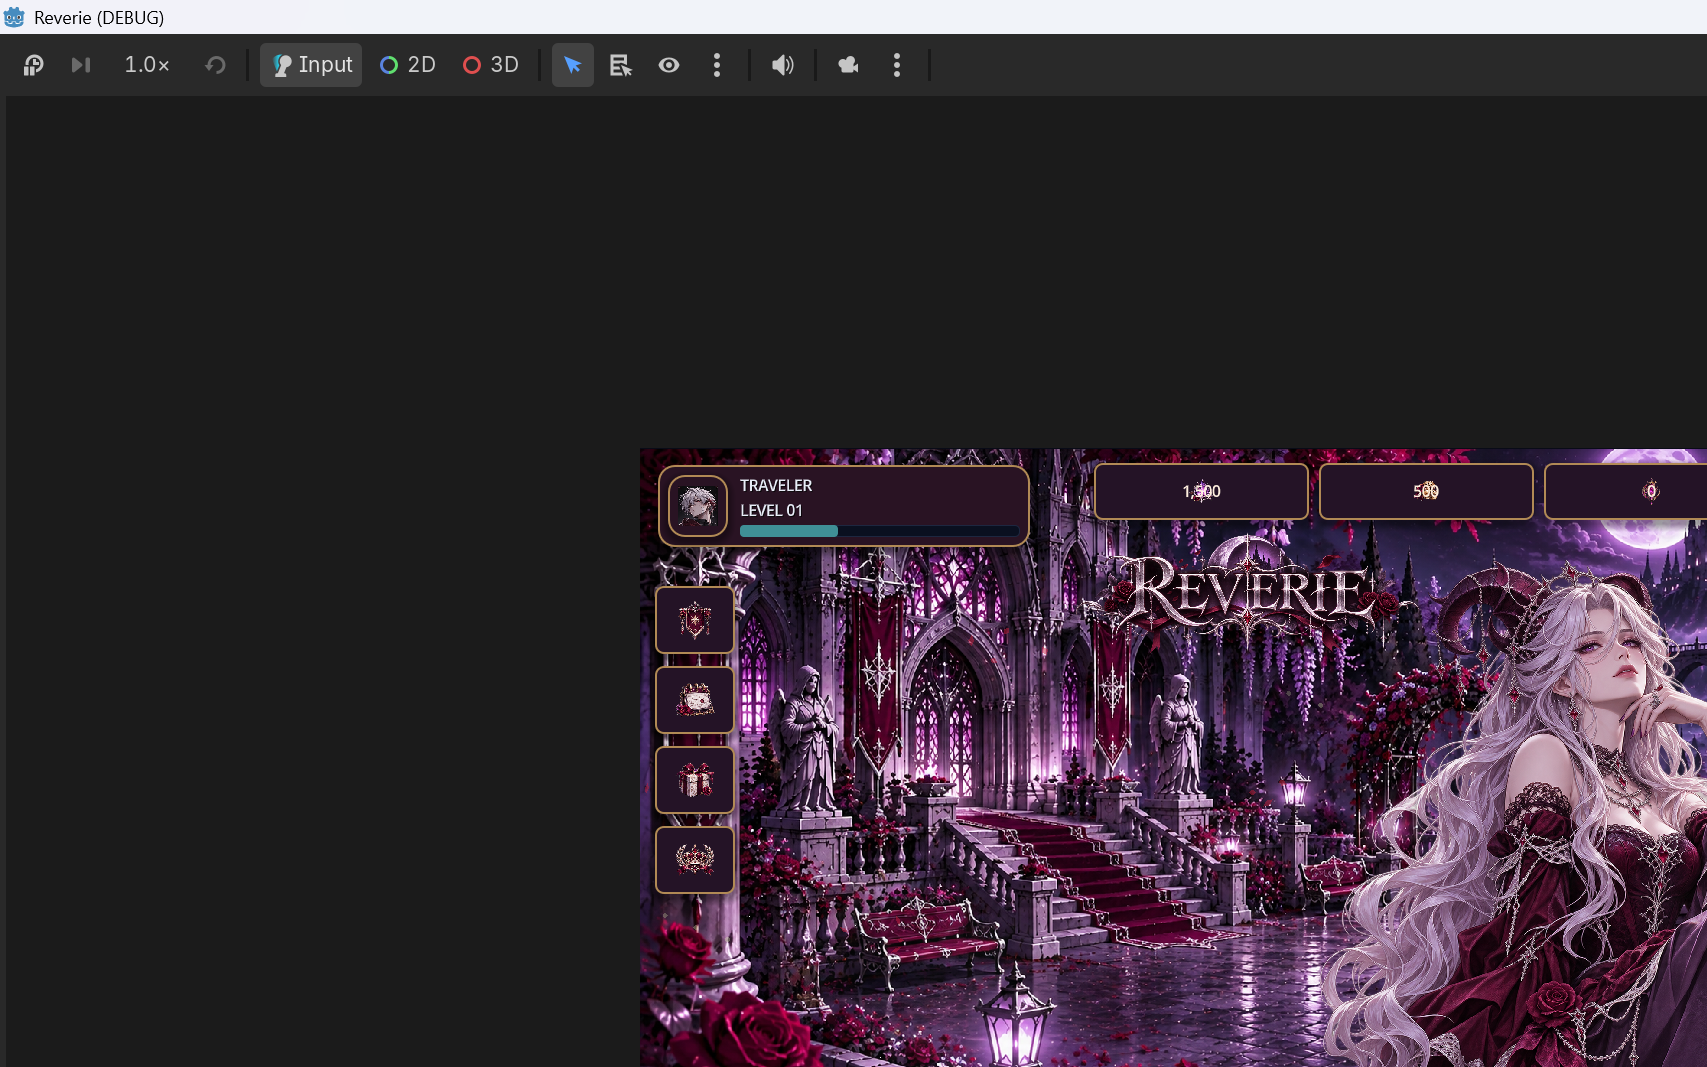 Reverie (DEBUG)
1.0× Input 2D 3D
TRAVELER
LEVEL 01
1,500
500
0
REVERIE